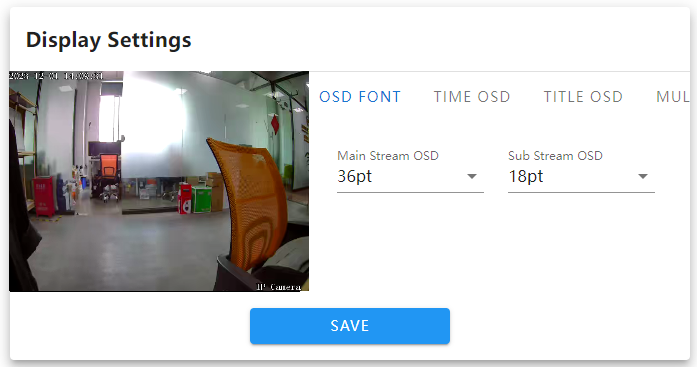 Display Settings
OSD FONT
TIME OSD
TITLE OSD
MUL
Main Stream OSD
36pt
Sub Stream OSD
18pt
IP Camera
SAVE